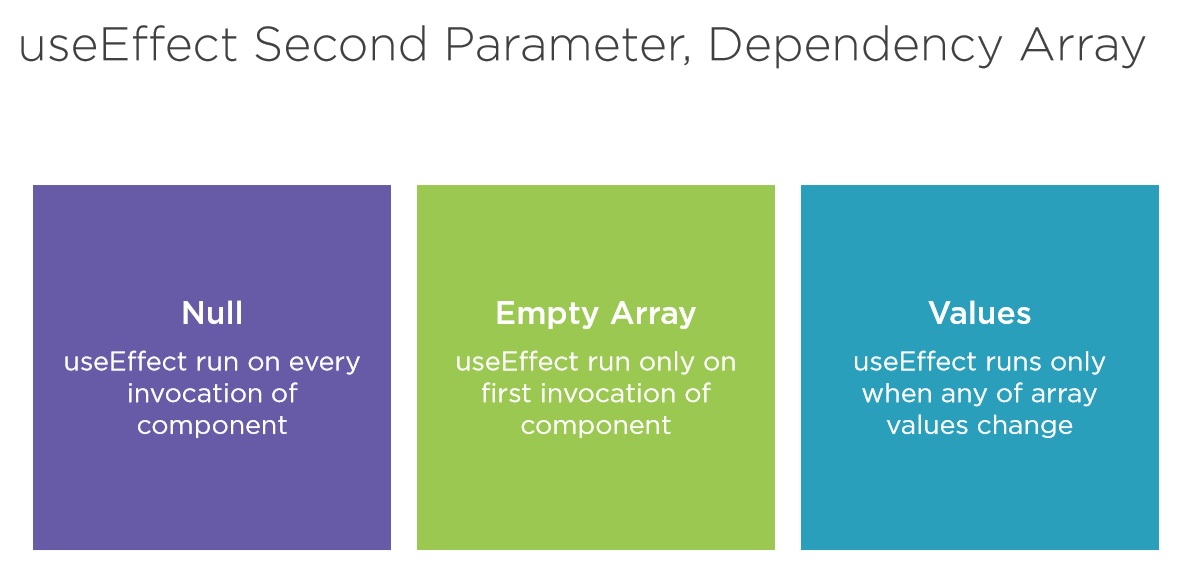 useEffect Second Parameter, Dependency Array
Null
useEffect run on every
invocation of
component
Empty Array
useEffect run only on
first invocation of
component
Values
useEffect runs only
when any of array
values change